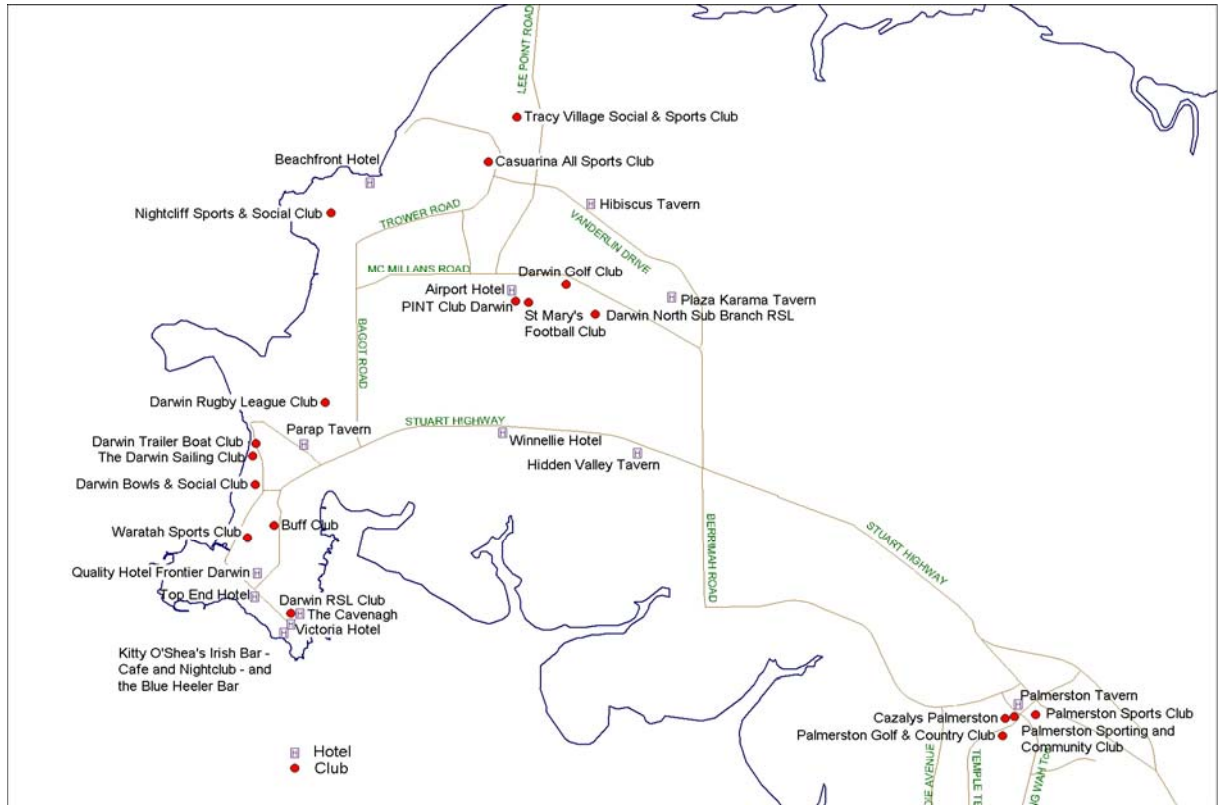 LEE POINT ROAD
Tracy Village Social & Sports Club
Beachfront Hotel
Casuarina All Sports Club
Hibiscus Tavern
Nightcliff Sports & Social Club
TROWER ROAD
VANDERLIN DRIVE
MC MILLANS ROAD
Darwin Golf Club
Airport Hotel
PINT Club Darwin
St Mary's
Football Club
Plaza Karama Tavern
Darwin North Sub Branch RSL
BAGOT ROAD
Darwin Rugby League Club
STUART HIGHWAY
Parap Tavern
Darwin Trailer Boat Club
The Darwin Sailing Club
Winnellie Hotel
Hidden Valley Tavern
Darwin Bowls & Social Club
Waratah Sports Club
Buff Club
BERRIMAH ROAD
STUART HIGHWAY
Quality Hotel Frontier Darwin
Top End Hotel
Darwin RSL Club
The Cavenagh
Victoria Hotel
Kitty O'Shea's Irish Bar -
Cafe and Nightclub - and
the Blue Heeler Bar
Palmerston Tavern
Cazalys Palmerston
Palmerston Sports Club
Palmerston Golf & Country Club
Palmerston Sporting and
Community Club
AVENUE
TEMPLE
H Hotel
Club